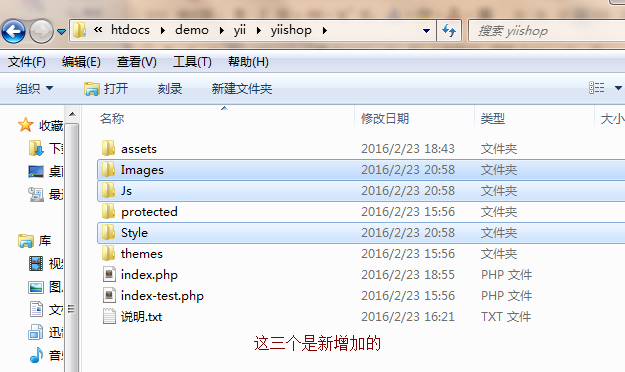 « htdocs ▸ demo ▸ yii ▸ yiishop ▸
搜索 yiishop
文件(F) 编辑(E) 查看(V) 工具(T) 帮助(H)
组织 打开 刻录 新建文件夹
名称 修改日期 类型 大小
收藏
桌面
库
视
图
文
迅
音
assets 2016/2/23 18:43 文件夹
Images 2016/2/23 20:58 文件夹
Js 2016/2/23 20:58 文件夹
protected 2016/2/23 15:56 文件夹
Style 2016/2/23 20:58 文件夹
themes 2016/2/23 15:56 文件夹
index.php 2016/2/23 18:55 PHP 文件
index-test.php 2016/2/23 15:56 PHP 文件
说明.txt 2016/2/23 16:21 TXT 文件
这三个是新增加的